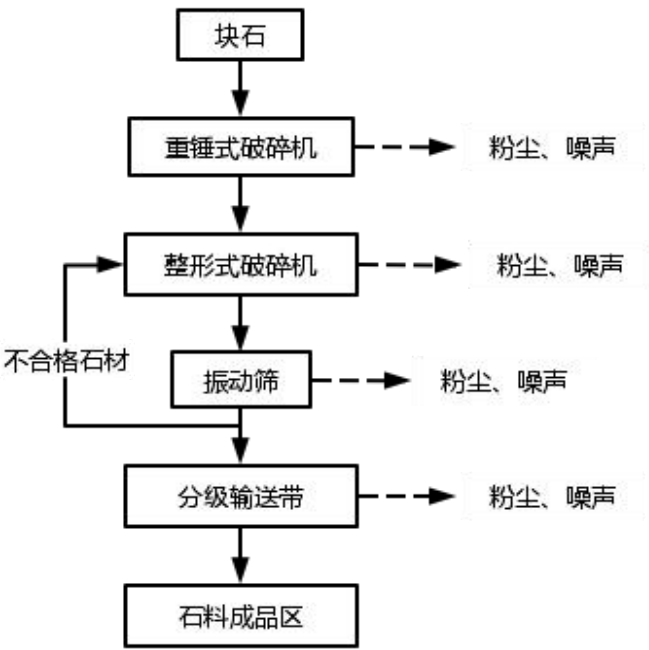 块石
重锤式破碎机
粉尘、噪声
整形式破碎机
粉尘、噪声
不合格石材
振动筛
粉尘、噪声
分级输送带
粉尘、噪声
石料成品区